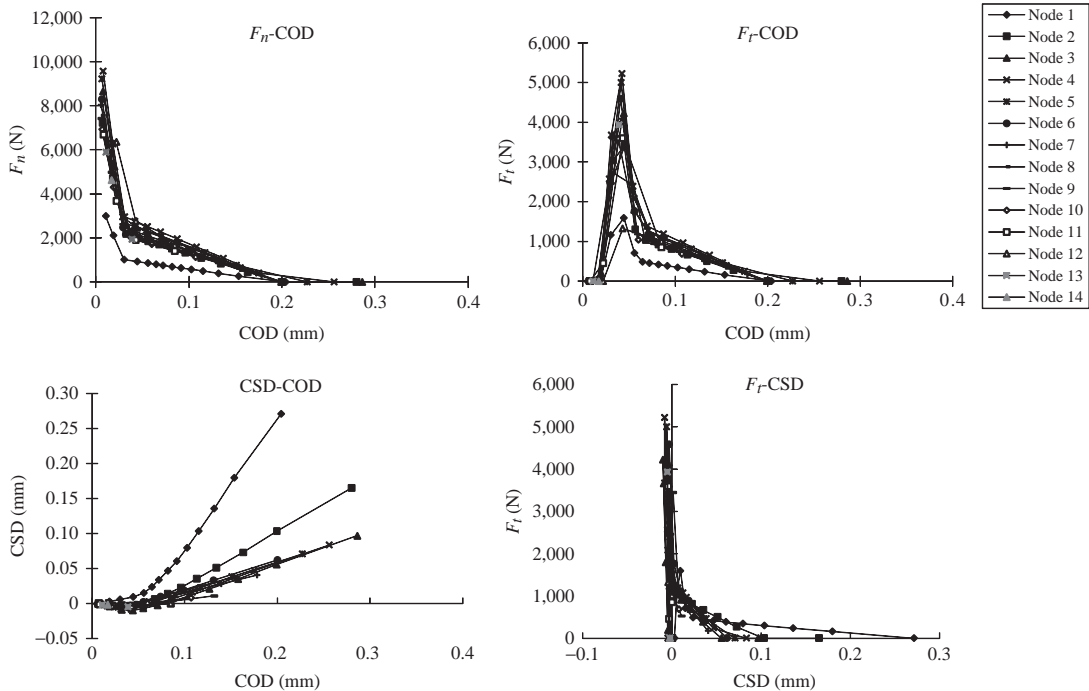 Fn-COD
12,000
10,000
8,000
6,000
4,000
2,000
0
Fn (N)
0
0.1
0.2
0.3
0.4
COD (mm)
Ft-COD
6,000
5,000
4,000
3,000
2,000
1,000
0
Ft (N)
0
0.1
0.2
0.3
0.4
COD (mm)
Node 1
Node 2
Node 3
Node 4
Node 5
Node 6
Node 7
Node 8
Node 9
Node 10
Node 11
Node 12
Node 13
Node 14
CSD-COD
0.30
0.25
0.20
0.15
0.10
0.05
0
−0.05
CSD (mm)
0
0.1
0.2
0.3
0.4
COD (mm)
Ft-CSD
6,000
5,000
4,000
3,000
2,000
1,000
0
Ft (N)
−0.1
0
0.1
0.2
0.3
CSD (mm)